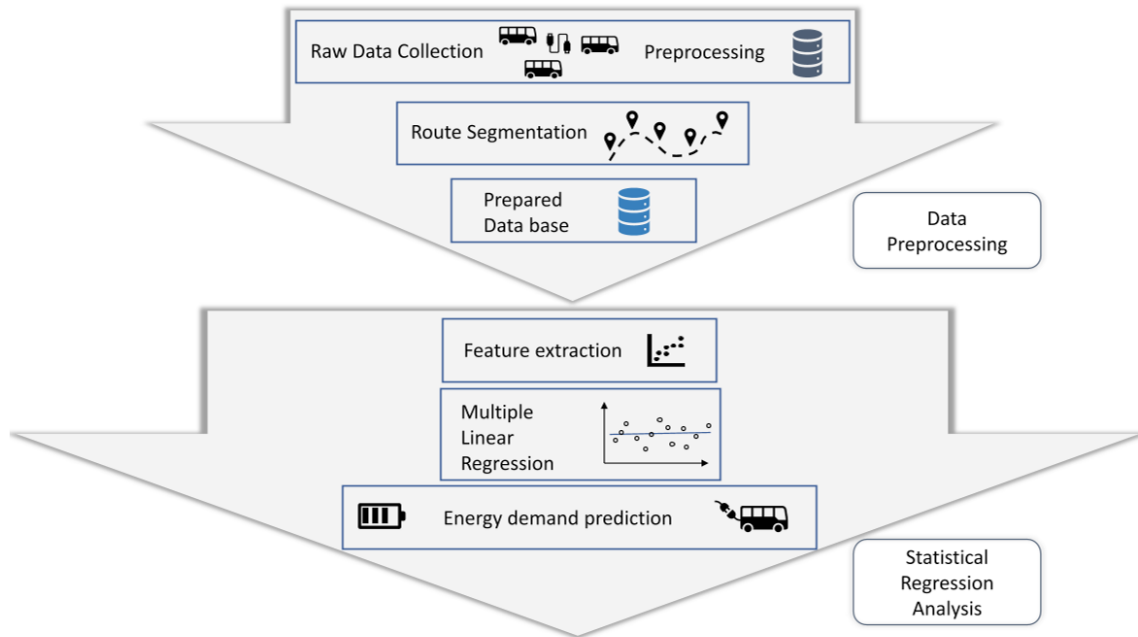 Raw Data Collection
Preprocessing
Route Segmentation
Prepared
Data base
Data
Preprocessing
Feature extraction
Multiple
Linear
Regression
Energy demand prediction
Statistical
Regression
Analysis